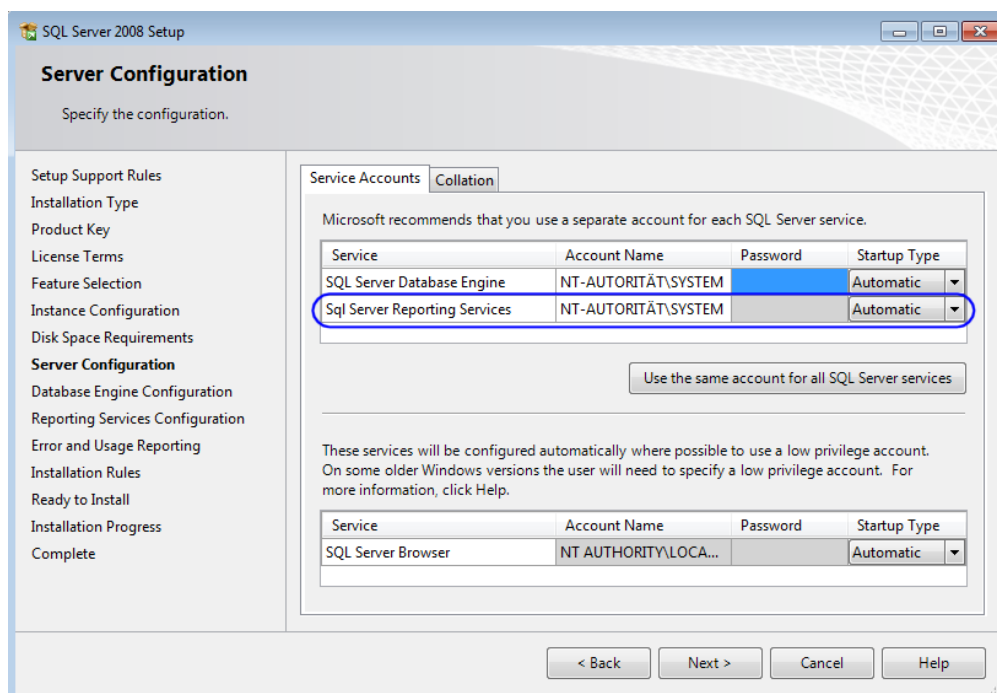 SQL Server 2008 Setup
Server Configuration
Specify the configuration.
Setup Support Rules
Installation Type
Product Key
License Terms
Feature Selection
Instance Configuration
Disk Space Requirements
Server Configuration
Database Engine Configuration
Reporting Services Configuration
Error and Usage Reporting
Installation Rules
Ready to Install
Installation Progress
Complete
Service Accounts Collation
Microsoft recommends that you use a separate account for each SQL Server service.
Service Account Name Password Startup Type
SQL Server Database Engine NT-AUTORITÄT\SYSTEM Automatic
Sql Server Reporting Services NT-AUTORITÄT\SYSTEM Automatic
Use the same account for all SQL Server services
These services will be configured automatically where possible to use a low privilege account.
On some older Windows versions the user will need to specify a low privilege account. For
more information, click Help.
Service Account Name Password Startup Type
SQL Server Browser NT AUTHORITY\LOCA... Automatic
< Back Next > Cancel Help